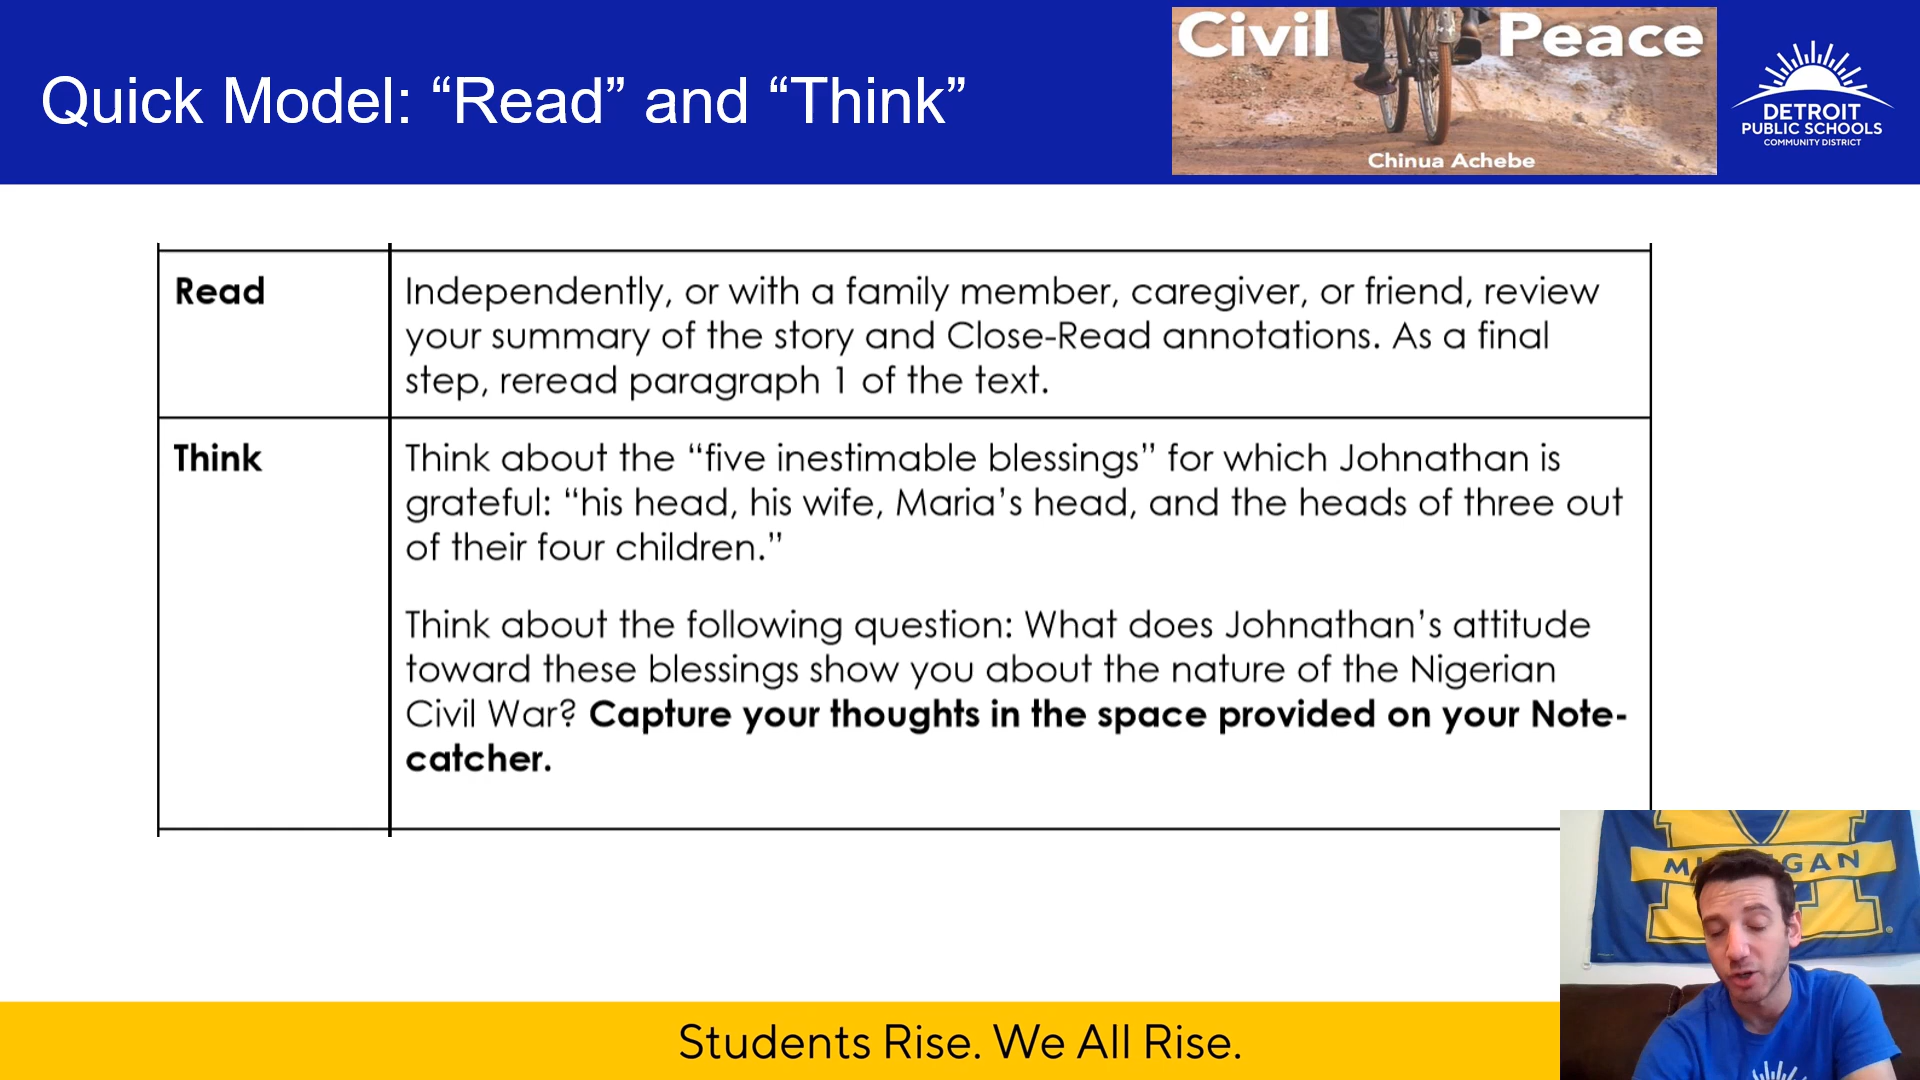 Quick Model: “Read” and “Think”
Civil Peace
Chinua Achebe
DETROIT
PUBLIC SCHOOLS
COMMUNITY DISTRICT
Read
Independently, or with a family member, caregiver, or friend, review
your summary of the story and Close-Read annotations. As a final
step, reread paragraph 1 of the text.
Think
Think about the “five inestimable blessings” for which Johnathan is
grateful: “his head, his wife, Maria’s head, and the heads of three out
of their four children.”
Think about the following question: What does Johnathan’s attitude
toward these blessings show you about the nature of the Nigerian
Civil War? Capture your thoughts in the space provided on your Note-
catcher.
Students Rise. We All Rise.